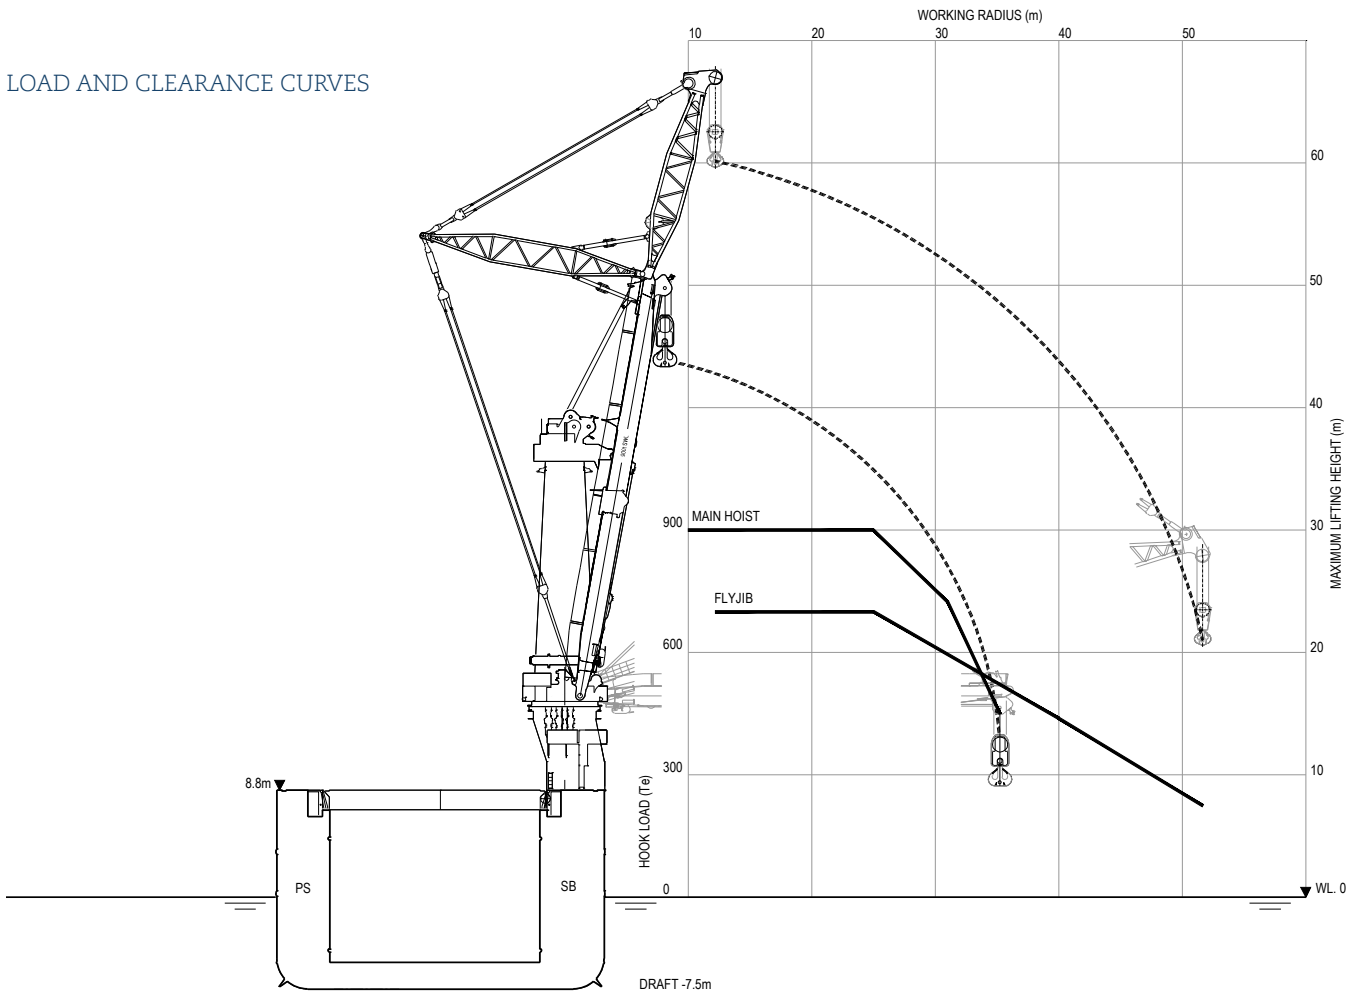 WORKING RADIUS (m)
10 20 30 40 50
LOAD AND CLEARANCE CURVES
60
50
40
MAXIMUM LIFTING HEIGHT (m)
900 MAIN HOIST
30
FLYJIB
600
20
300
10
HOOK LOAD (Te)
8.8m
PS
SB
0
WL. 0
DRAFT -7.5m